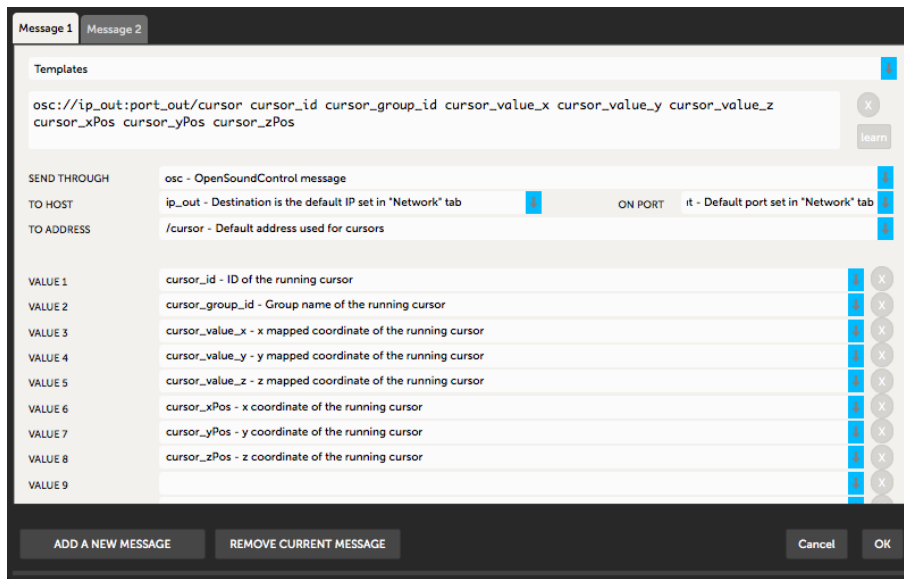 Message 1 Message 2
Templates
osc://ip_out:port_out/cursor cursor_id cursor_group_id cursor_value_x cursor_value_y cursor_value_z
cursor_xPos cursor_yPos cursor_zPos
X
learn
SEND THROUGH osc - OpenSoundControl message
TO HOST ip_out - Destination is the default IP set in "Network" tab ON PORT ıt - Default port set in "Network" tab
TO ADDRESS /cursor - Default address used for cursors
VALUE 1 cursor_id - ID of the running cursor X
VALUE 2 cursor_group_id - Group name of the running cursor X
VALUE 3 cursor_value_x - x mapped coordinate of the running cursor X
VALUE 4 cursor_value_y - y mapped coordinate of the running cursor X
VALUE 5 cursor_value_z - z mapped coordinate of the running cursor X
VALUE 6 cursor_xPos - x coordinate of the running cursor X
VALUE 7 cursor_yPos - y coordinate of the running cursor X
VALUE 8 cursor_zPos - z coordinate of the running cursor X
VALUE 9 X
ADD A NEW MESSAGE REMOVE CURRENT MESSAGE Cancel OK